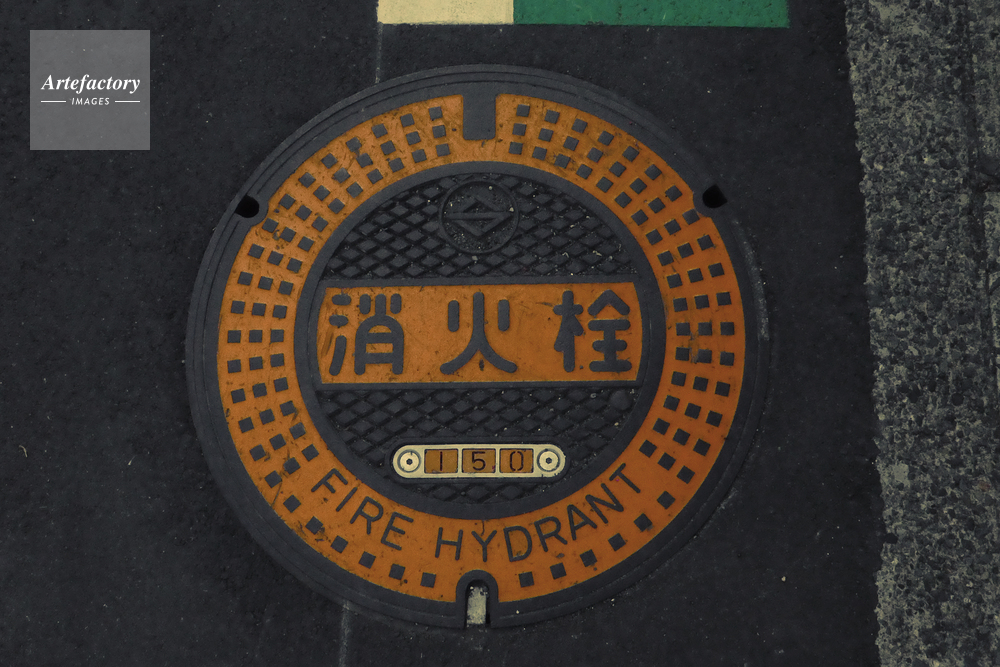 Artefactory
IMAGES
消火栓
150
FIRE HYDRANT